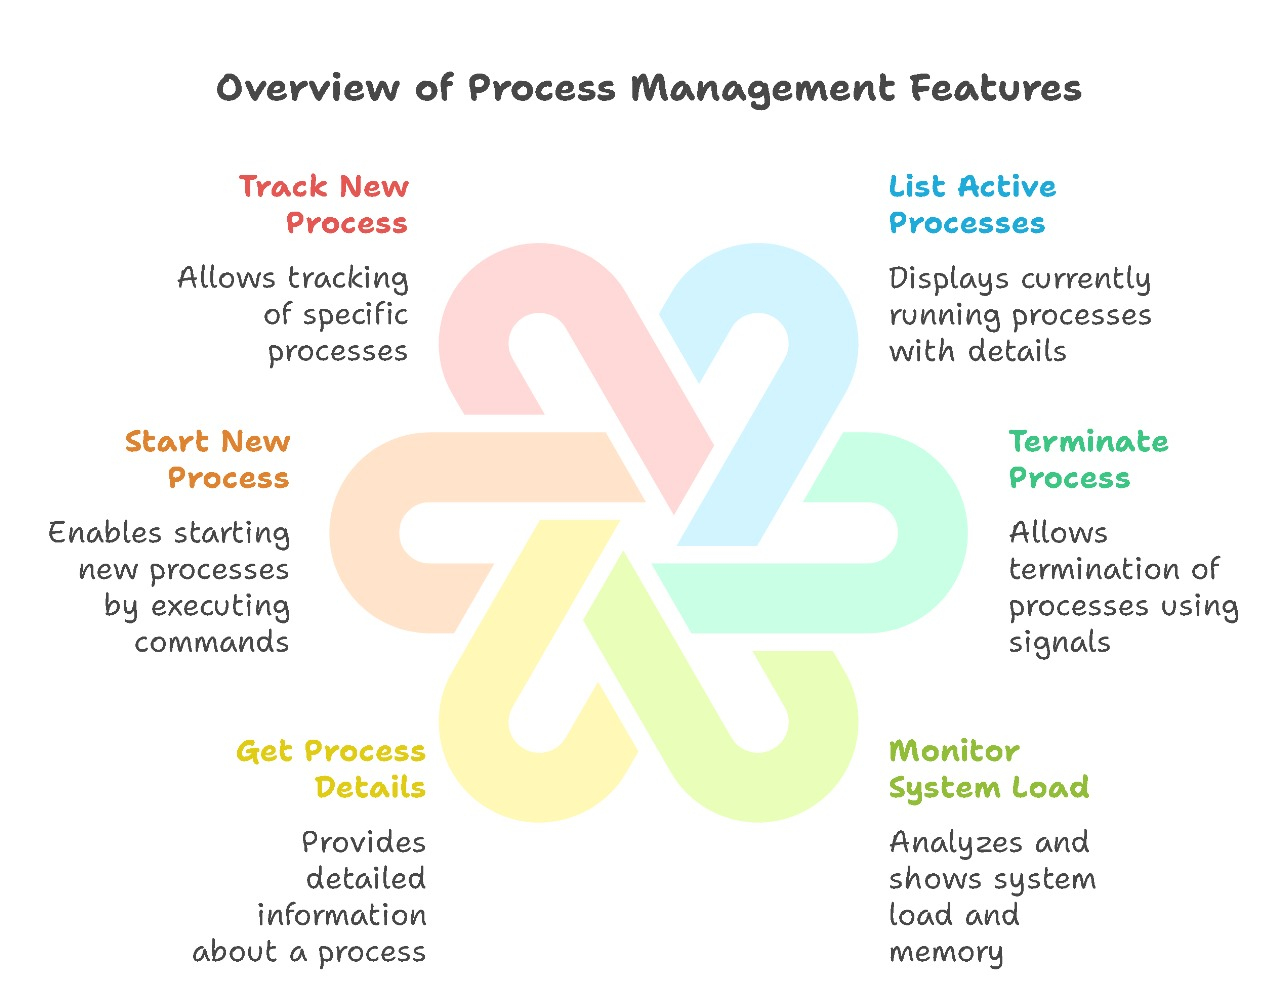 Overview of Process Management Features
Track New
Process
Allows tracking
of specific
processes
List Active
Processes
Displays currently
running processes
with details
Start New
Process
Enables starting
new processes
by executing
commands
Terminate
Process
Allows
termination of
processes using
signals
Get Process
Details
Provides
detailed
information
about a process
Monitor
System Load
Analyzes and
shows system
load and
memory